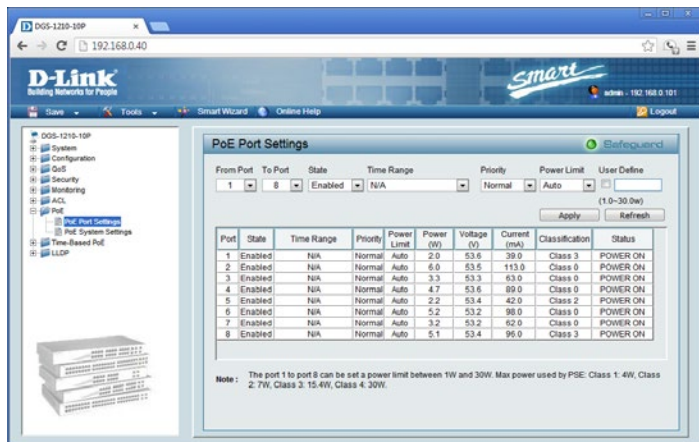 DGS-1210-10P
192.168.0.40
D-Link
Building Networks for People
Smart
admin - 192.168.0.101
Save Tools Smart Wizard Online Help Logout
DGS-1210-10P
System
Configuration
QoS
Security
Monitoring
ACL
PoE
PoE Port Settings
PoE System Settings
Time-Based PoE
LLDP
PoE Port Settings Safeguard
From Port To Port State Time Range Priority Power Limit User Define
1 8 Enabled N/A Normal Auto
(1.0~30.0w)
Apply Refresh
Port State Time Range Priority Power Limit Power (W) Voltage (V) Current (mA) Classification Status
1 Enabled N/A Normal Auto 2.0 53.6 39.0 Class 3 POWER ON
2 Enabled N/A Normal Auto 6.0 53.5 113.0 Class 0 POWER ON
3 Enabled N/A Normal Auto 3.3 53.3 63.0 Class 0 POWER ON
4 Enabled N/A Normal Auto 4.7 53.6 89.0 Class 0 POWER ON
5 Enabled N/A Normal Auto 2.2 53.4 42.0 Class 2 POWER ON
6 Enabled N/A Normal Auto 5.2 53.2 98.0 Class 0 POWER ON
7 Enabled N/A Normal Auto 3.2 53.2 62.0 Class 0 POWER ON
8 Enabled N/A Normal Auto 5.1 53.4 96.0 Class 3 POWER ON
Note : The port 1 to port 8 can be set a power limit between 1W and 30W. Max power used by PSE: Class 1: 4W, Class
2: 7W, Class 3: 15.4W, Class 4: 30W.